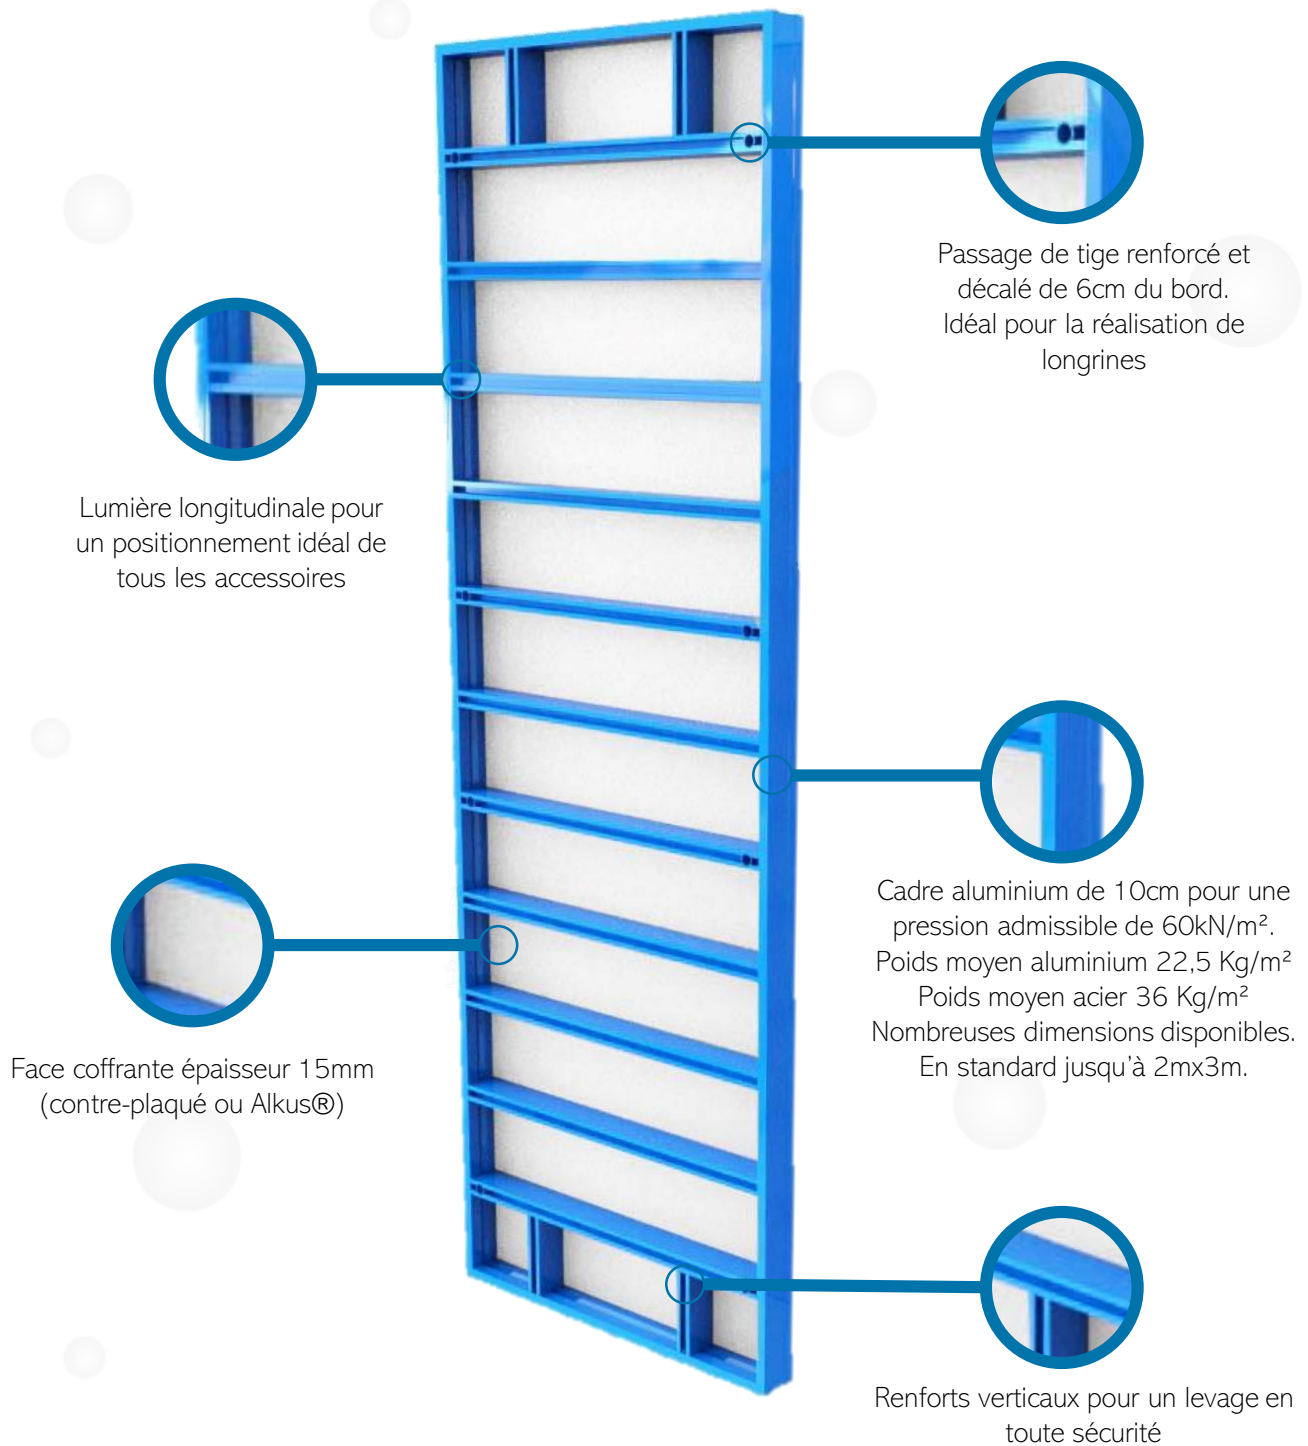 Passage de tige renforcé et
décalé de 6cm du bord.
Idéal pour la réalisation de
longrines
Lumière longitudinale pour
un positionnement idéal de
tous les accessoires
Cadre aluminium de 10cm pour une
pression admissible de 60kN/m².
Poids moyen aluminium 22,5 Kg/m²
Poids moyen acier 36 Kg/m²
Nombreuses dimensions disponibles.
En standard jusqu'à 2mx3m.
Face coffrante épaisseur 15mm
(contre-plaqué ou Alkus®)
Renforts verticaux pour un levage en
toute sécurité